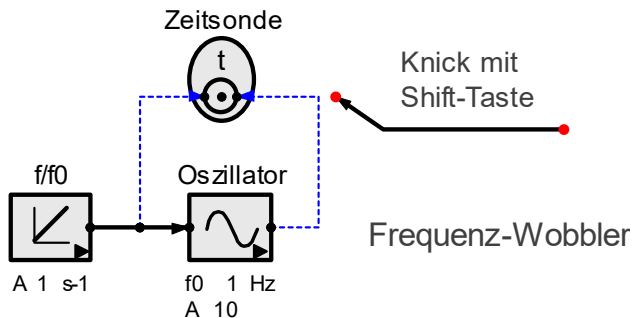 Zeitsonde
t
Knick mit
Shift-Taste
f/f0
Oszillator
Frequenz-Wobbler
A 1 s-1
f0 1 Hz
A 10